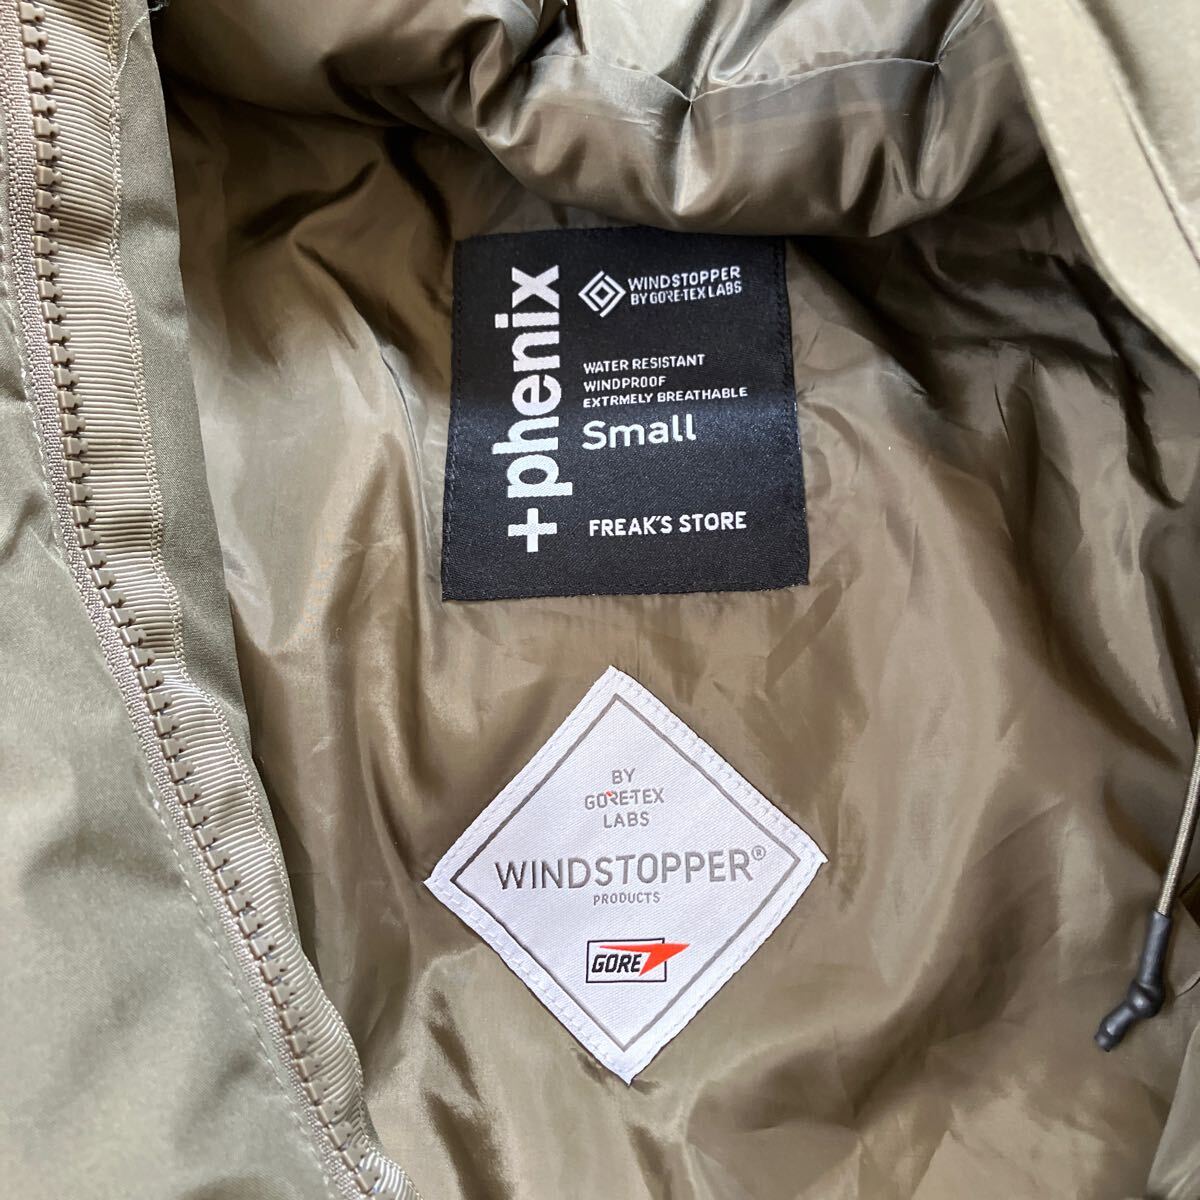 +phenix
WINDSTOPPER
BY GORE-TEX LABS
WATER RESISTANT
WINDPROOF
EXTRMELY BREATHABLE
Small
FREAK'S STORE
BY
GORE-TEX
LABS
WINDSTOPPER®
PRODUCTS
GORE